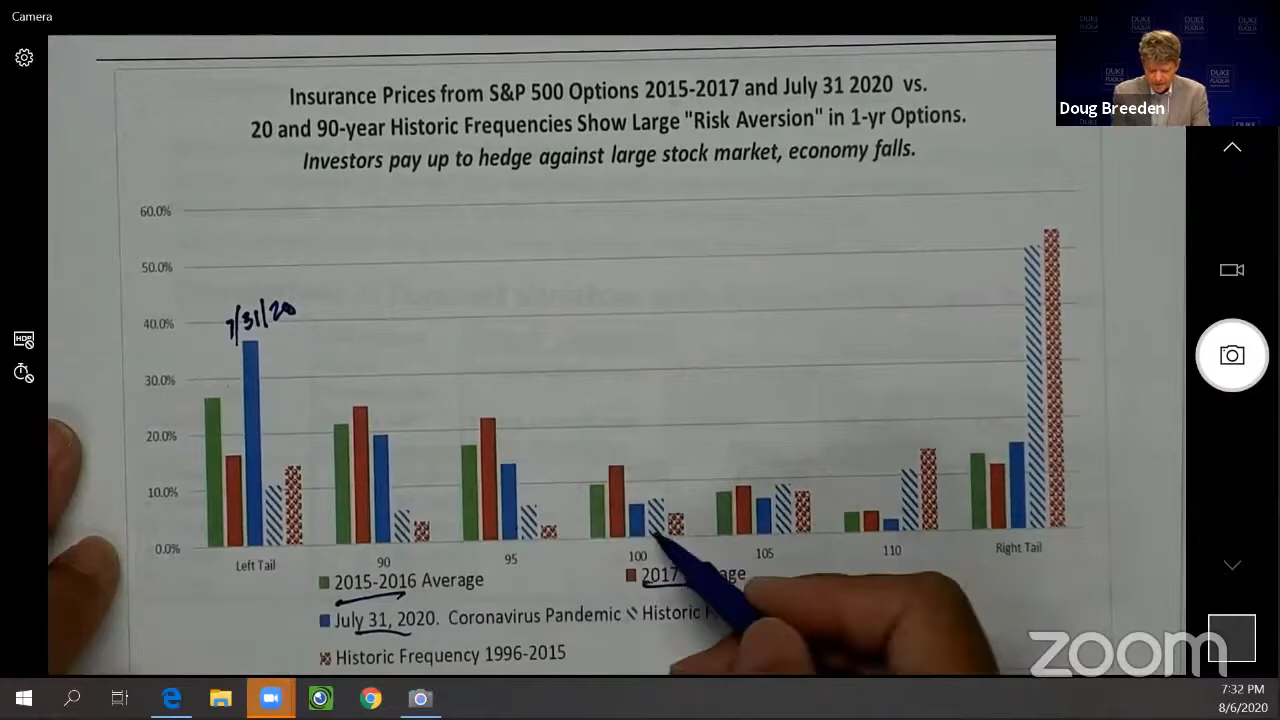 Camera
Insurance Prices from S&P 500 Options 2015-2017 and July 31 2020 vs.
20 and 90-year Historic Frequencies Show Large "Risk Aversion" in 1-yr Options.
Investors pay up to hedge against large stock market, economy falls.
DUKE
FUQUA
Doug Breeden
60.0%
50.0%
40.0%
30.0%
20.0%
10.0%
0.0%
7/31/20
Left Tail
90
95
100
105
110
Right Tail
2015-2016 Average
2017
July 31, 2020. Coronavirus Pandemic
Historic
Historic Frequency 1996-2015
HDR
zoom
7:32 PM
8/6/2020